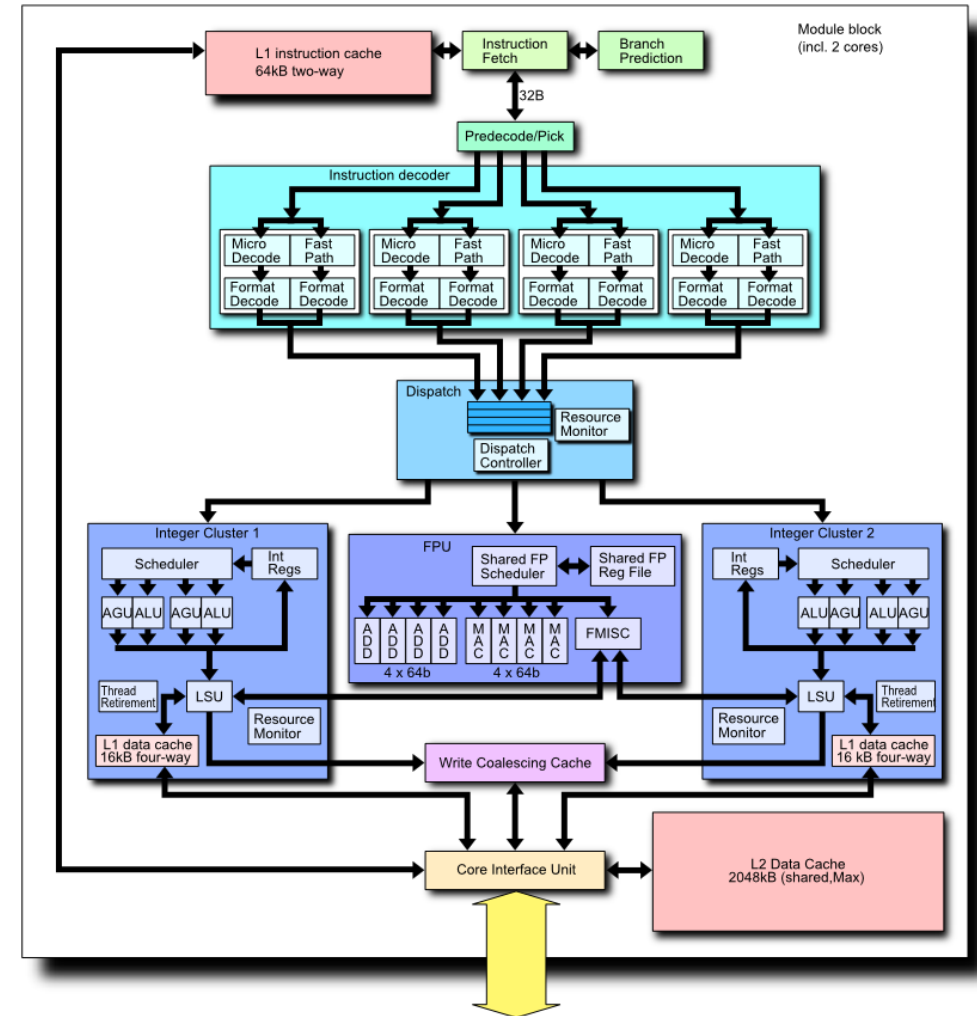 Module block
(incl. 2 cores)
L1 instruction cache
64kB two-way
Instruction
Fetch
Branch
Prediction
32B
Predecode/Pick
Instruction decoder
Micro
Decode
Fast
Path
Format
Decode
Format
Decode
Micro
Decode
Fast
Path
Format
Decode
Format
Decode
Micro
Decode
Fast
Path
Format
Decode
Format
Decode
Micro
Decode
Fast
Path
Format
Decode
Format
Decode
Dispatch
Resource
Monitor
Dispatch
Controller
Integer Cluster 1
Scheduler
Int
Regs
AGU
ALU
AGU
ALU
Thread
Retirement
LSU
Resource
Monitor
L1 data cache
16kB four-way
FPU
Shared FP
Scheduler
Shared FP
Reg File
ADD
ADD
ADD
ADD
4 x 64b
MAC
MAC
MAC
MAC
4 x 64b
FMISC
Integer Cluster 2
Int
Regs
Scheduler
ALU
AGU
ALU
AGU
LSU
Thread
Retirement
Resource
Monitor
L1 data cache
16 kB four-way
Write Coalescing Cache
Core Interface Unit
L2 Data Cache
2048kB (shared,Max)